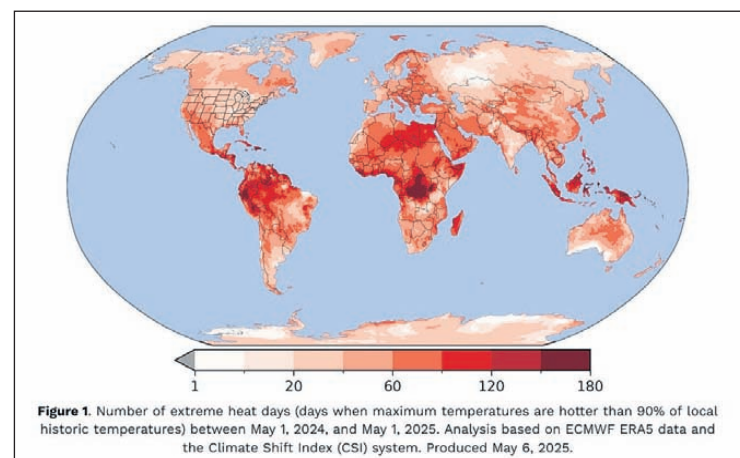 1 20 60 120 180
Figure 1. Number of extreme heat days (days when maximum temperatures are hotter than 90% of local
historic temperatures) between May 1, 2024, and May 1, 2025. Analysis based on ECMWF ERA5 data and
the Climate Shift Index (CSI) system. Produced May 6, 2025.